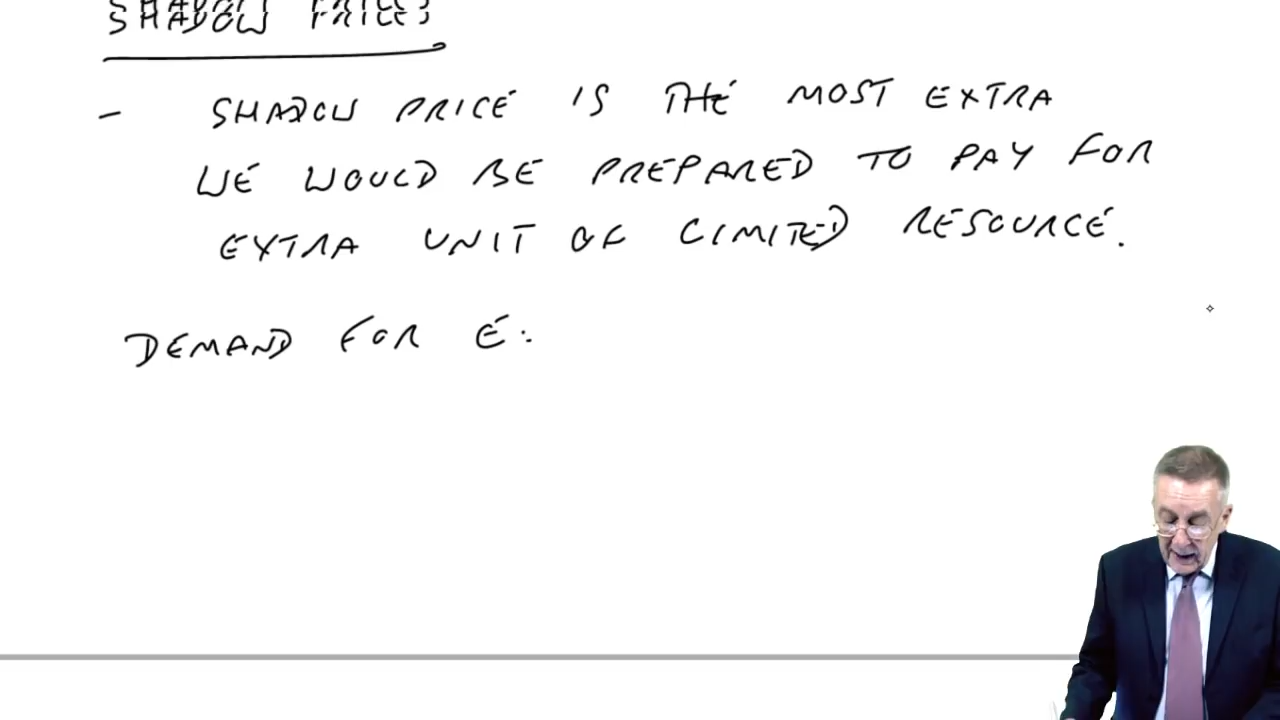 SHADOW PRICES
- SHADOW PRICE IS THE MOST EXTRA
WE WOULD BE PREPARED TO PAY FOR
EXTRA UNIT OF LIMITED RESOURCE.
DEMAND FOR E: